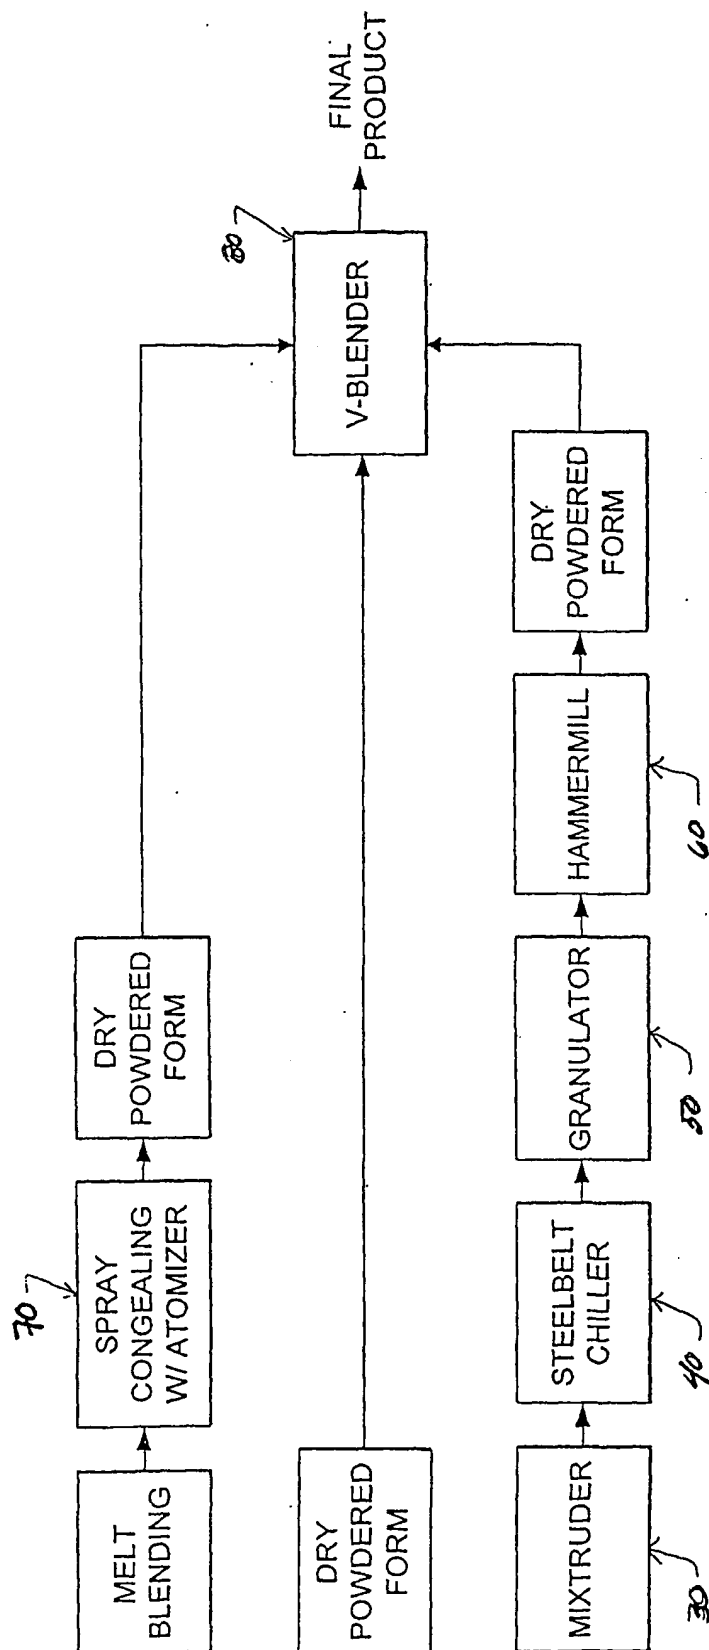 MELT
BLENDING
70
SPRAY
CONGEALING
W/ ATOMIZER
DRY
POWDERED
FORM
DRY
POWDERED
FORM
80
V-BLENDER
FINAL
PRODUCT
MIXTRUDER
30
STEELBELT
CHILLER
40
GRANULATOR
50
HAMMERMILL
60
DRY
POWDERED
FORM